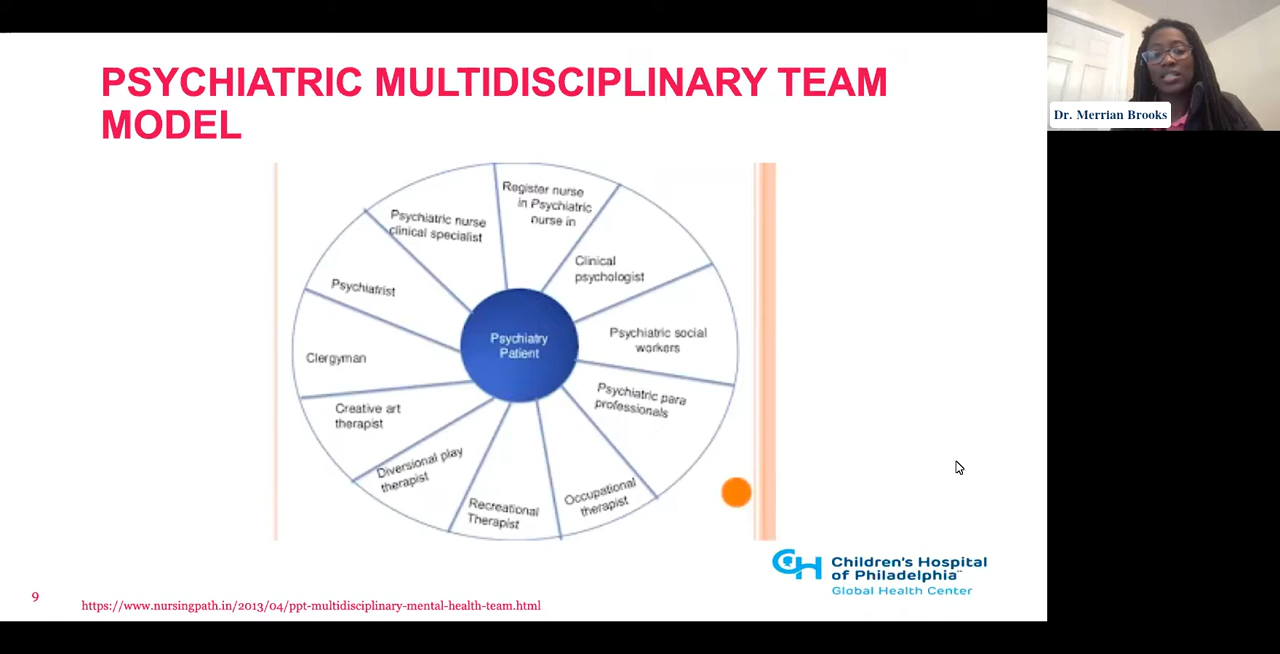 PSYCHIATRIC MULTIDISCIPLINARY TEAM
MODEL
Dr. Merrian Brooks
Register nurse
in Psychiatric
nurse in
Clinical
psychologist
Psychiatric social
workers
Psychiatric para
professionals
Occupational
therapist
Recreational
Therapist
Diversional play
therapist
Creative art
therapist
Clergyman
Psychiatrist
Psychiatric nurse
clinical specialist
Psychiatry
Patient
CH
Children's Hospital
of Philadelphia™
Global Health Center
9
https://www.nursingpath.in/2013/04/ppt-multidisciplinary-mental-health-team.html